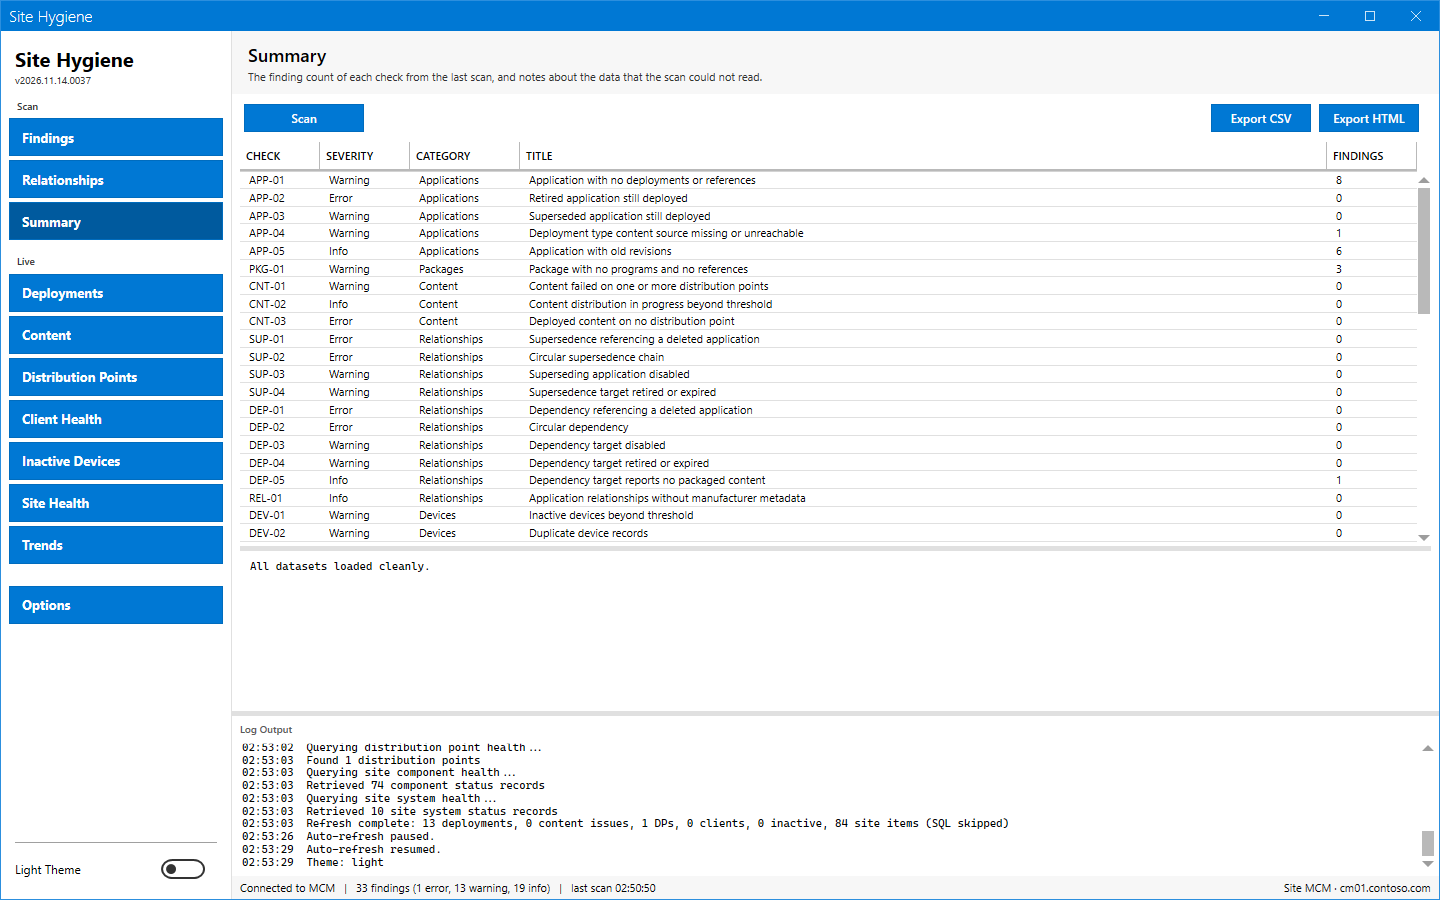 Site Hygiene
Site Hygiene
v2026.11.14.0037
Scan
Findings
Relationships
Summary
Live
Deployments
Content
Distribution Points
Client Health
Inactive Devices
Site Health
Trends
Options
Light Theme
Summary
The finding count of each check from the last scan, and notes about the data that the scan could not read.
Scan Export CSV Export HTML
CHECK SEVERITY CATEGORY TITLE FINDINGS
APP-01 Warning Applications Application with no deployments or references 8
APP-02 Error Applications Retired application still deployed 0
APP-03 Warning Applications Superseded application still deployed 0
APP-04 Warning Applications Deployment type content source missing or unreachable 1
APP-05 Info Applications Application with old revisions 6
PKG-01 Warning Packages Package with no programs and no references 3
CNT-01 Warning Content Content failed on one or more distribution points 0
CNT-02 Info Content Content distribution in progress beyond threshold 0
CNT-03 Error Content Deployed content on no distribution point 0
SUP-01 Error Relationships Supersedence referencing a deleted application 0
SUP-02 Error Relationships Circular supersedence chain 0
SUP-03 Warning Relationships Superseding application disabled 0
SUP-04 Warning Relationships Supersedence target retired or expired 0
DEP-01 Error Relationships Dependency referencing a deleted application 0
DEP-02 Error Relationships Circular dependency 0
DEP-03 Warning Relationships Dependency target disabled 0
DEP-04 Warning Relationships Dependency target retired or expired 0
DEP-05 Info Relationships Dependency target reports no packaged content 1
REL-01 Info Relationships Application relationships without manufacturer metadata 0
DEV-01 Warning Devices Inactive devices beyond threshold 0
DEV-02 Warning Devices Duplicate device records 0
All datasets loaded cleanly.
Log Output
02:53:02 Querying distribution point health...
02:53:03 Found 1 distribution points
02:53:03 Querying site component health...
02:53:03 Retrieved 74 component status records
02:53:03 Querying site system health...
02:53:03 Retrieved 10 site system status records
02:53:03 Refresh complete: 13 deployments, 0 content issues, 1 DPs, 0 clients, 0 inactive, 84 site items (SQL skipped)
02:53:26 Auto-refresh paused.
02:53:29 Auto-refresh resumed.
02:53:29 Theme: light
Connected to MCM | 33 findings (1 error, 13 warning, 19 info) | last scan 02:50:50 Site MCM · cm01.contoso.com